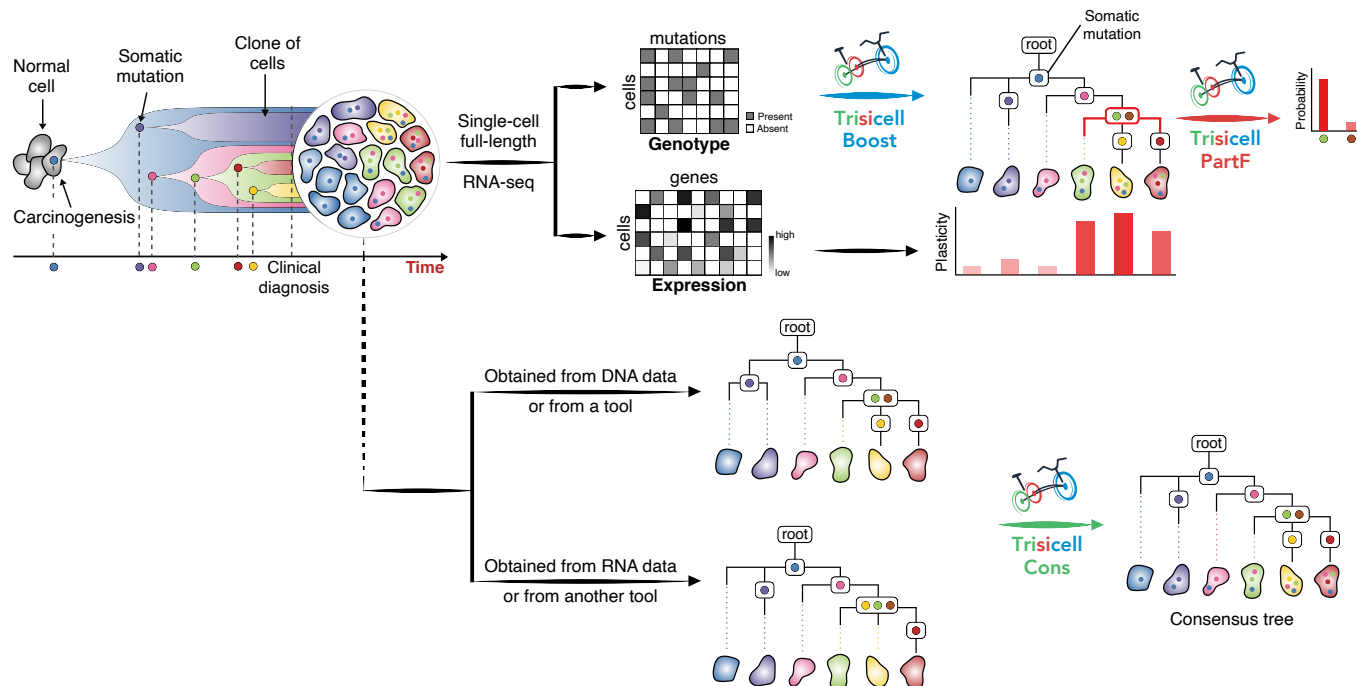 Normal
cell
Somatic
mutation
Clone of
cells
Carcinogenesis
Clinical
diagnosis
Time
Single-cell
full-length
RNA-seq
mutations
cells
Present
Absent
Genotype
genes
cells
high
low
Expression
Trisicell
Boost
root
Somatic
mutation
Trisicell
PartF
Probability
Plasticity
Obtained from DNA data
or from a tool
root
Obtained from RNA data
or from another tool
root
Trisicell
Cons
root
Consensus tree